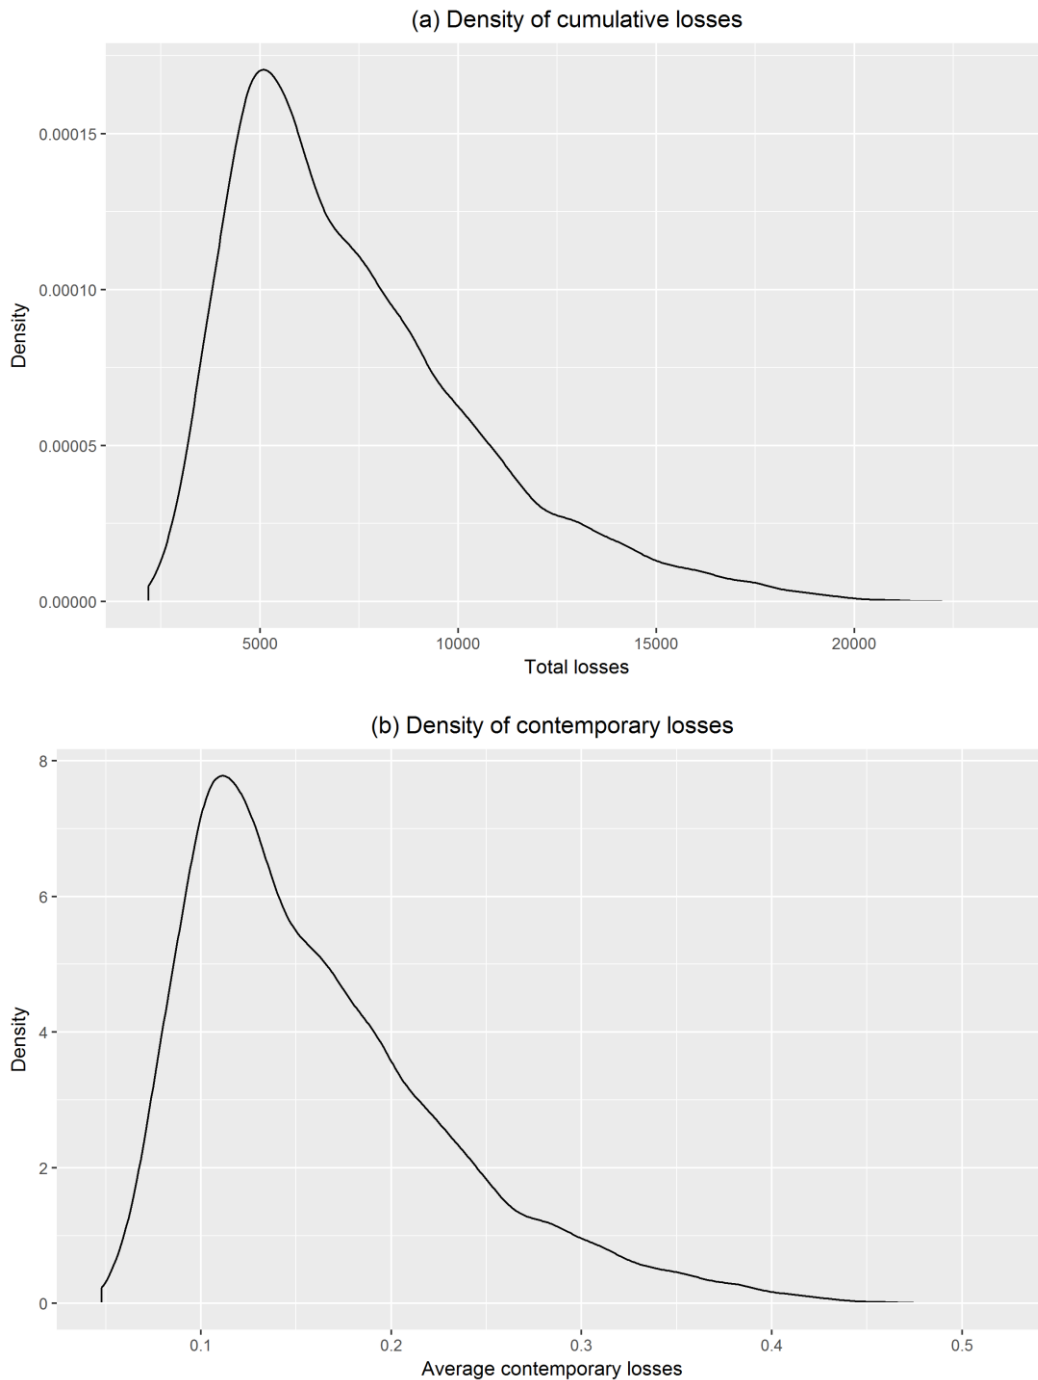 (a) Density of cumulative losses
0.00015
0.00010
0.00005
0.00000
Density
5000 10000 15000 20000
Total losses
(b) Density of contemporary losses
8
6
4
2
0
Density
0.1 0.2 0.3 0.4 0.5
Average contemporary losses